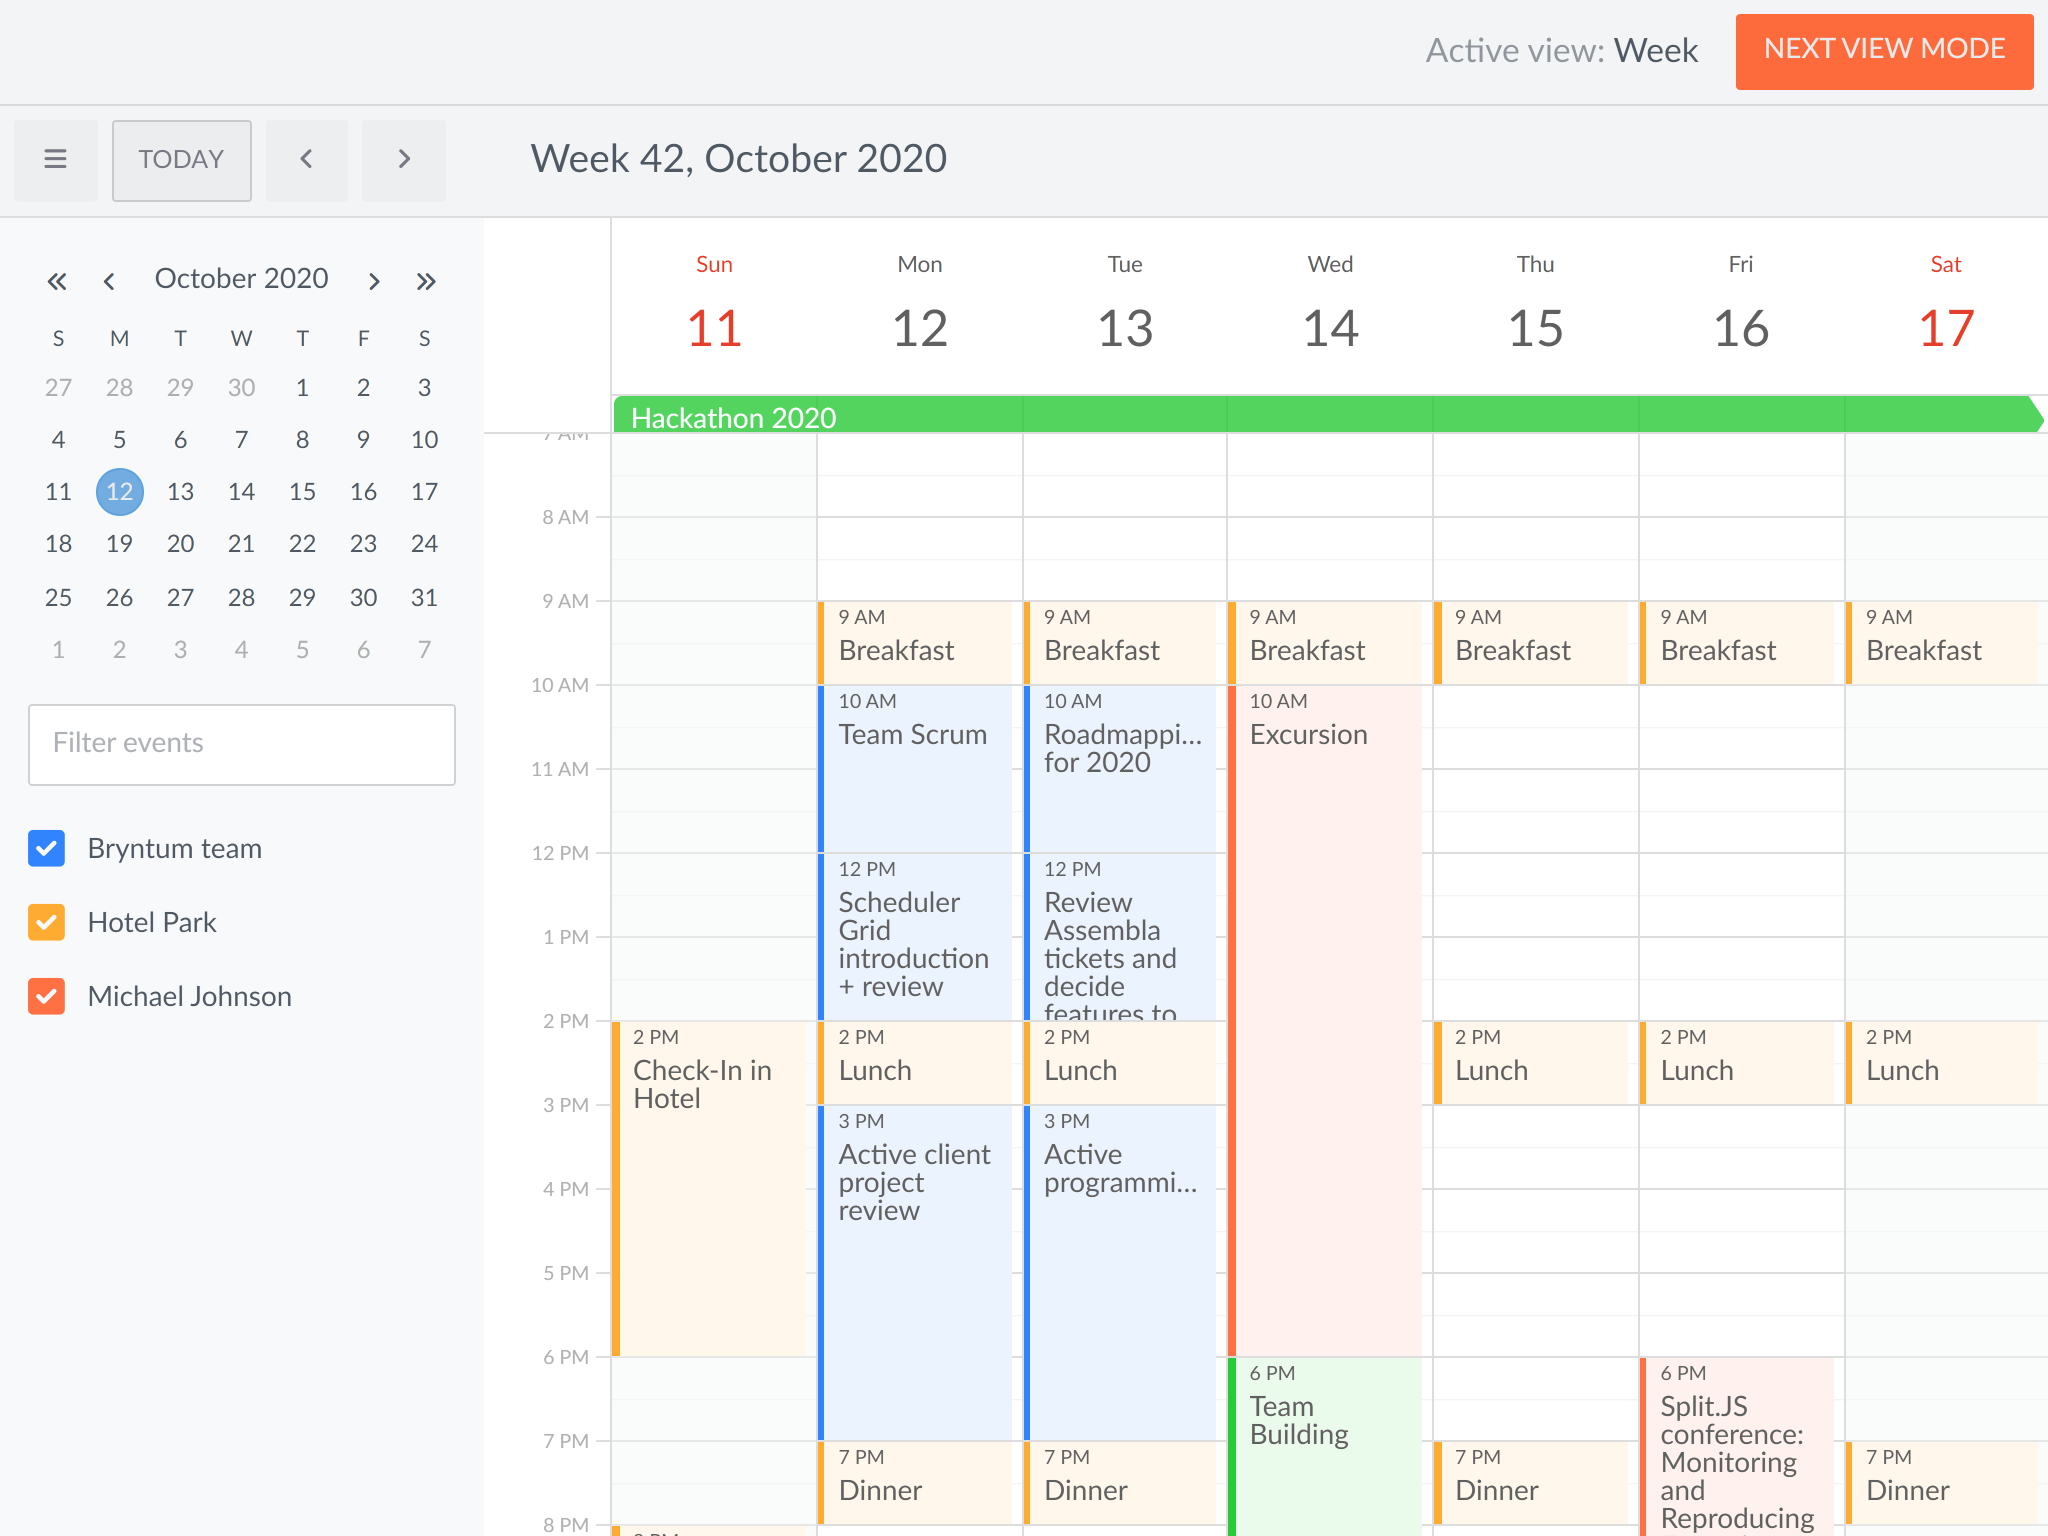 Active view: Week
NEXT VIEW MODE
TODAY
Week 42, October 2020
October 2020
S M T W T F S
27 28 29 30 1 2 3
4 5 6 7 8 9 10
11 12 13 14 15 16 17
18 19 20 21 22 23 24
25 26 27 28 29 30 31
1 2 3 4 5 6 7
Filter events
Bryntum team
Hotel Park
Michael Johnson
Sun Mon Tue Wed Thu Fri Sat
11 12 13 14 15 16 17
Hackathon 2020
7 AM
8 AM
9 AM
10 AM
11 AM
12 PM
1 PM
2 PM
3 PM
4 PM
5 PM
6 PM
7 PM
8 PM
2 PM
Check-In in
Hotel
9 AM
Breakfast
10 AM
Team Scrum
12 PM
Scheduler
Grid
introduction
+ review
2 PM
Lunch
3 PM
Active client
project
review
7 PM
Dinner
9 AM
Breakfast
10 AM
Roadmappi...
for 2020
12 PM
Review
Assembla
tickets and
decide
features to
2 PM
Lunch
3 PM
Active
programmi...
7 PM
Dinner
9 AM
Breakfast
10 AM
Excursion
6 PM
Team
Building
9 AM
Breakfast
2 PM
Lunch
7 PM
Dinner
9 AM
Breakfast
2 PM
Lunch
6 PM
Split.JS
conference:
Monitoring
and
Reproducing
9 AM
Breakfast
2 PM
Lunch
7 PM
Dinner